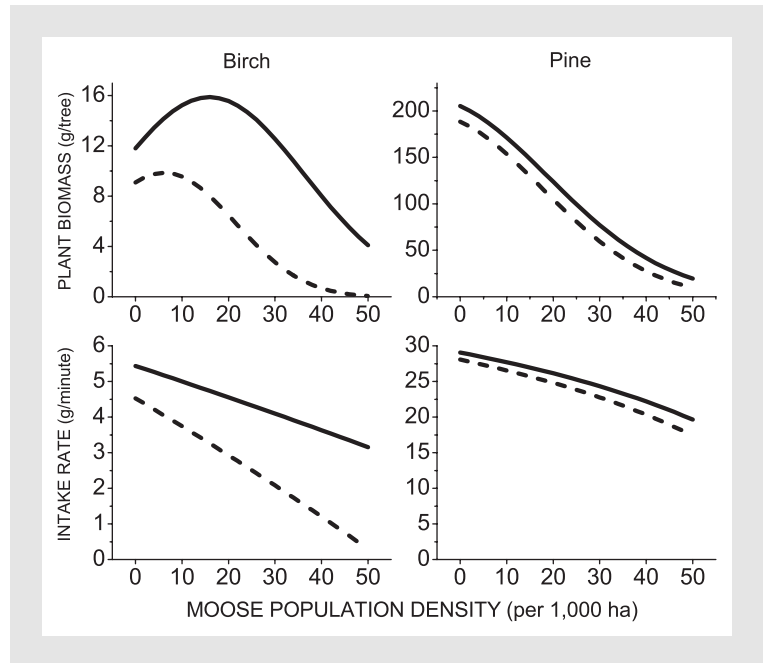 Birch
Pine
PLANT BIOMASS (g/tree)
16
12
8
4
0
0 10 20 30 40 50
200
150
100
50
0
0 10 20 30 40 50
INTAKE RATE (g/minute)
6
5
4
3
2
1
0
0 10 20 30 40 50
30
25
20
15
10
5
0
0 10 20 30 40 50
MOOSE POPULATION DENSITY (per 1,000 ha)